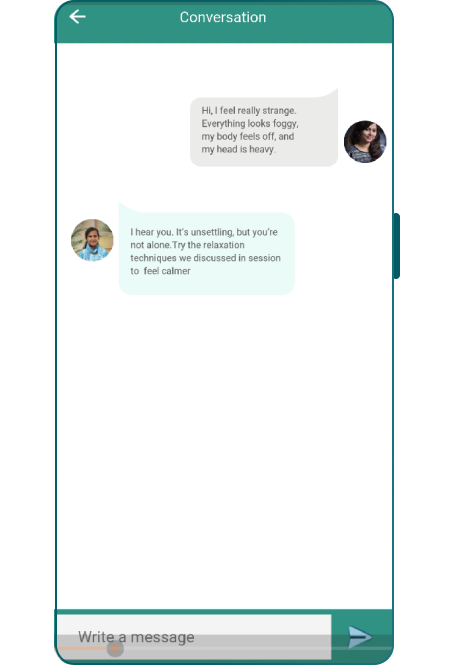 Conversation
Hi, I feel really strange.
Everything looks foggy,
my body feels off, and
my head is heavy.
I hear you. It's unsettling, but you're
not alone.Try the relaxation
techniques we discussed in session
to  feel calmer
Write a message